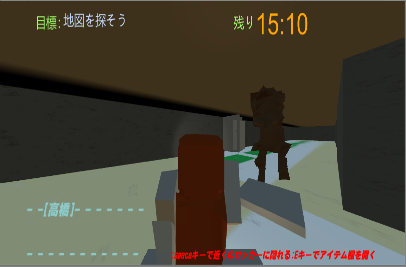 目標:地図を探そう
残り15:10
--[高橋]-------
spaceキーで近くのロッカーに隠れる:Eキーでアイテム欄を開く